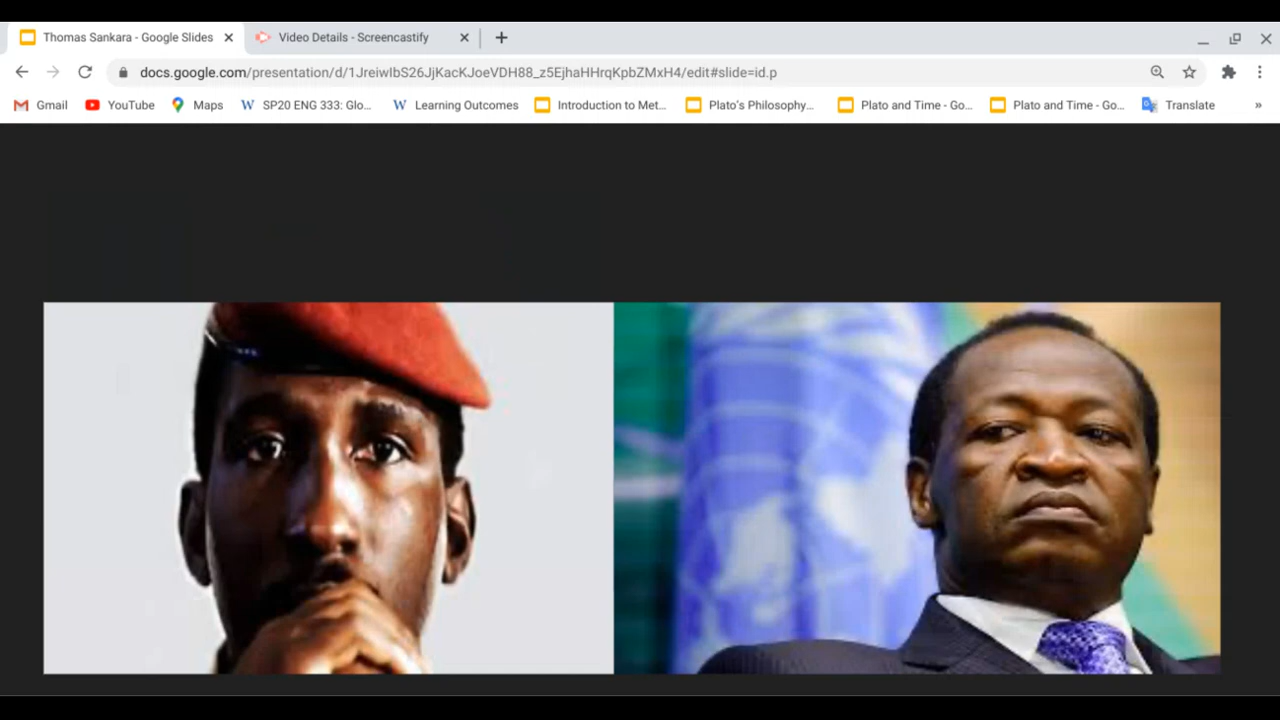 Thomas Sankara - Google Slides
Video Details - Screencastify
docs.google.com/presentation/d/1JreiwIbS26JjKacKJoeVDH88_z5EjhaHHrqKpbZMxH4/edit#slide=id.p
Gmail YouTube Maps SP20 ENG 333: Glo... Learning Outcomes Introduction to Met... Plato's Philosophy... Plato and Time - Go... Plato and Time - Go... Translate »